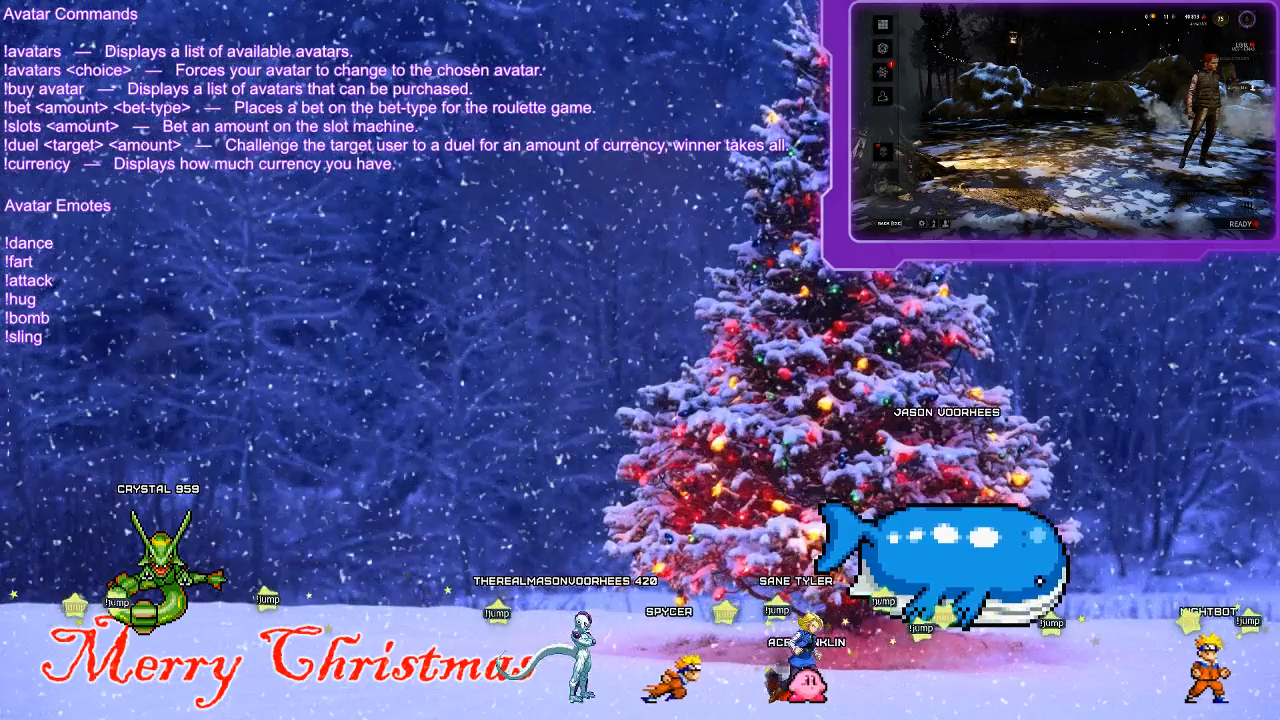 Avatar Commands
!avatars — Displays a list of available avatars.
!avatars <choice> — Forces your avatar to change to the chosen avatar.
!buy avatar — Displays a list of avatars that can be purchased.
!bet <amount> <bet-type> — Places a bet on the bet-type for the roulette game.
!slots <amount> — Bet an amount on the slot machine.
!duel <target> <amount> — Challenge the target user to a duel for an amount of currency, winner takes all.
!currency — Displays how much currency you have.
Avatar Emotes
!dance
!fart
!attack
!hug
!bomb
!sling
75
READY
JASON VOORHEES
CRYSTAL 959
THEREALMASONVOORHEES 420
SANE TYLER
SPYCER
!jump
!jump
!jump
!jump
!jump
!jump
!jump
!jump
Merry Christmas